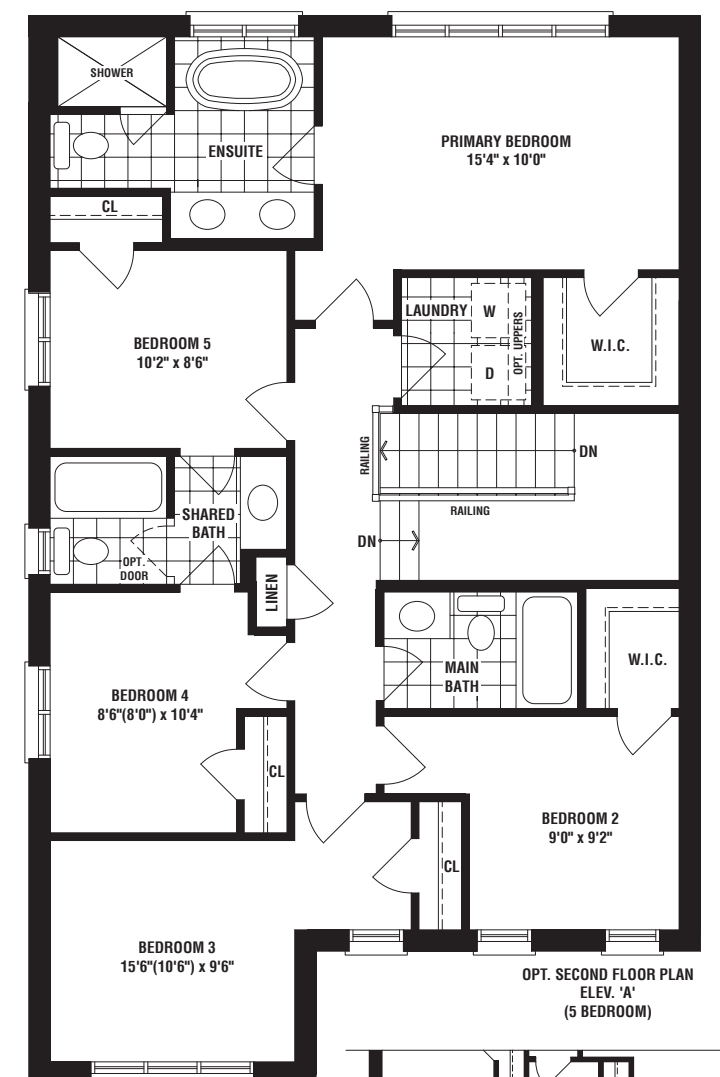 SHOWER
ENSUITE
PRIMARY BEDROOM
15'4" x 10'0"
CL
LAUNDRY
W
D
OPT. UPPERS
W.I.C.
BEDROOM 5
10'2" x 8'6"
RAILING
DN
RAILING
DN
SHARED
BATH
OPT.
DOOR
LINEN
MAIN
BATH
W.I.C.
BEDROOM 4
8'6"(8'0") x 10'4"
CL
BEDROOM 2
9'0" x 9'2"
CL
BEDROOM 3
15'6"(10'6") x 9'6"
OPT. SECOND FLOOR PLAN
ELEV. 'A'
(5 BEDROOM)